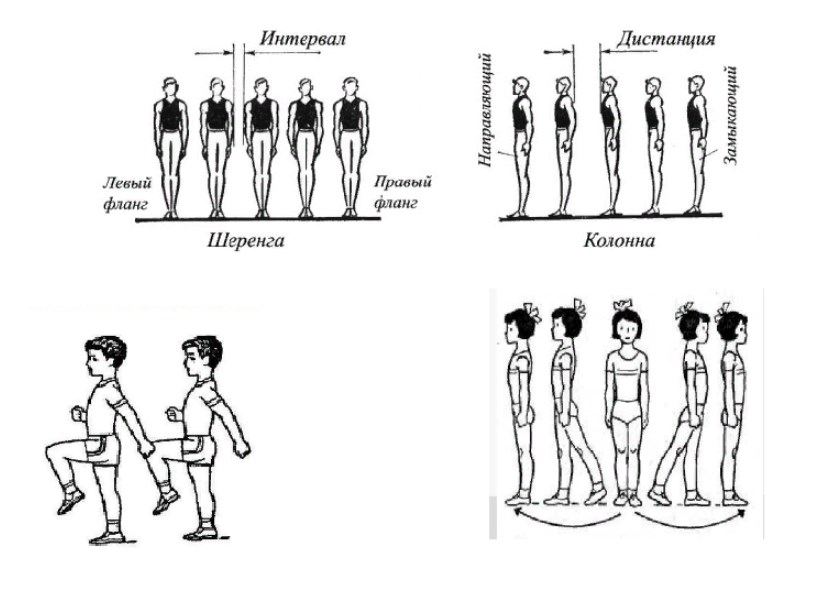 Интервал
Левый
фланг
Правый
фланг
Шеренга
Дистанция
Направляющий
Замыкающий
Колонна